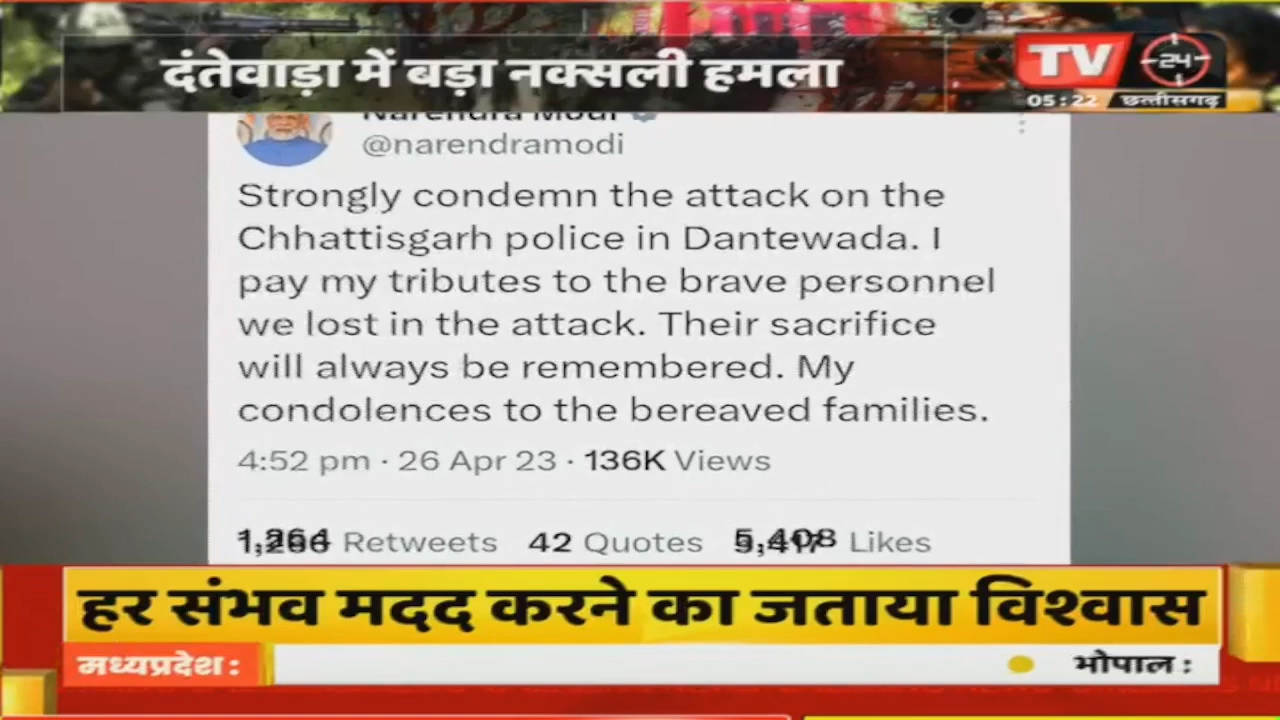 दंतेवाड़ा में बड़ा नक्सली हमला
TV 24
05:22 छत्तीसगढ़
Narendra Modi
@narendramodi
Strongly condemn the attack on the
Chhattisgarh police in Dantewada. I
pay my tributes to the brave personnel
we lost in the attack. Their sacrifice
will always be remembered. My
condolences to the bereaved families.
4:52 pm · 26 Apr 23 · 136K Views
Retweets 42 Quotes Likes
हर संभव मदद करने का जताया विश्वास
मध्यप्रदेश: भोपाल :